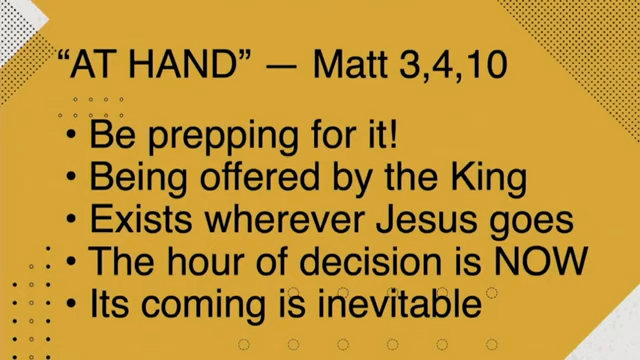 “AT HAND” — Matt 3,4,10
• Be prepping for it!
• Being offered by the King
• Exists wherever Jesus goes
• The hour of decision is NOW
• Its coming is inevitable